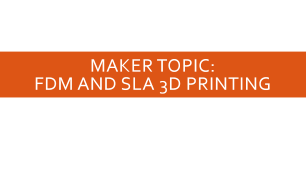 MAKER TOPIC:
FDM AND SLA 3D PRINTING